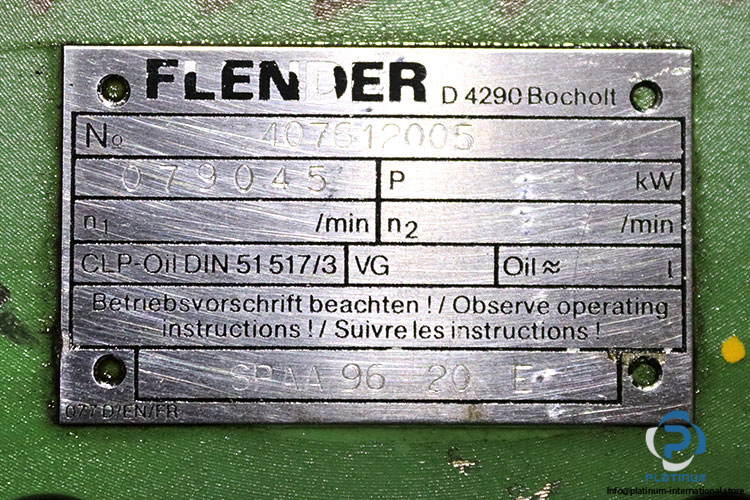 FLENDER D 4290 Bocholt
No 407612005
079045 P kW
n1 /min n2 /min
CLP-Oil DIN 51 517/3 VG Oil ≈ l
Betriebsvorschrift beachten ! / Observe operating
instructions ! / Suivre les instructions !
SPAA 96 20 E
077 D/EN/FR
PLATINUM
info@platinum-international.store